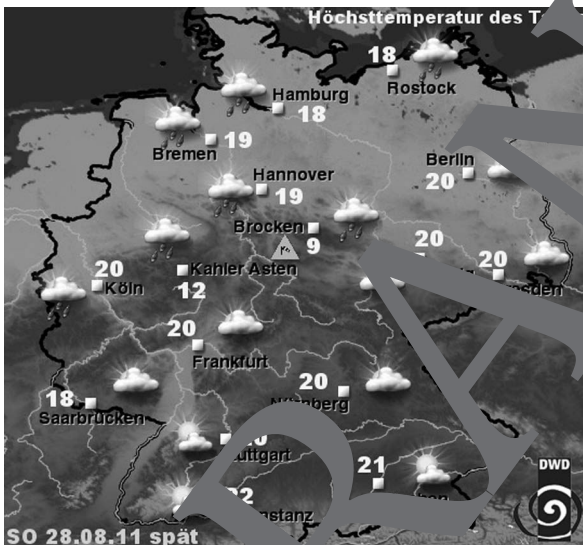 Höchsttemperatur des
18
Rostock
Hamburg
18
19
Bremen
Berlin
20
Hannover
19
Brocken
9
20
20
Kahler Asten
12
20
Köln
20
Frankfurt
20
18
Saarbrücken
21
DWD
SO 28.08.11 spät